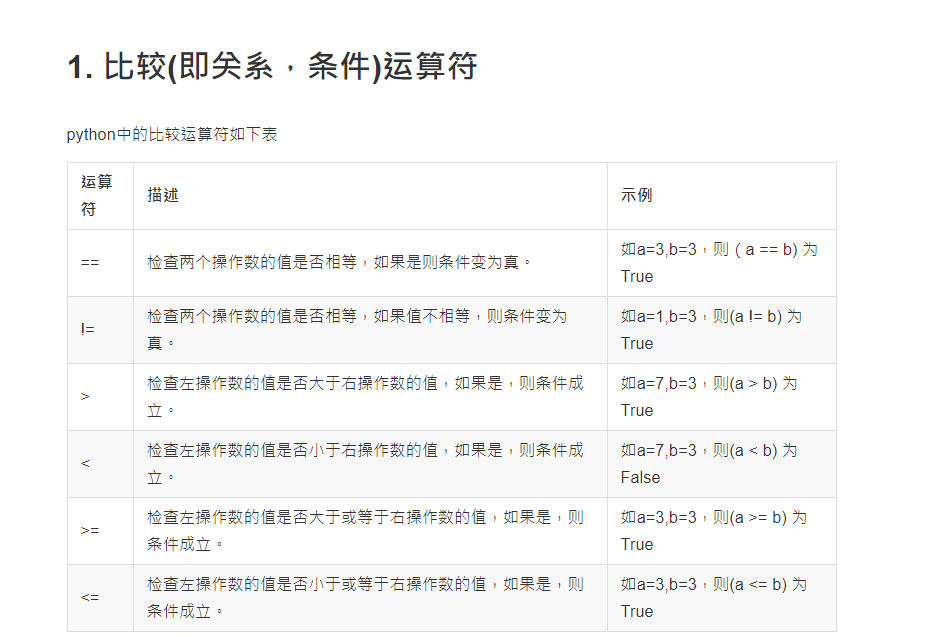 1. 比较(即关系，条件)运算符
python中的比较运算符如下表
运算
符
描述
示例
==
检查两个操作数的值是否相等，如果是则条件变为真。
如a=3,b=3，则（a == b) 为
True
!=
检查两个操作数的值是否相等，如果值不相等，则条件变为
真。
如a=1,b=3，则(a != b) 为
True
>
检查左操作数的值是否大于右操作数的值，如果是，则条件成
立。
如a=7,b=3，则(a > b) 为
True
<
检查左操作数的值是否小于右操作数的值，如果是，则条件成
立。
如a=7,b=3，则(a < b) 为
False
>=
检查左操作数的值是否大于或等于右操作数的值，如果是，则
条件成立。
如a=3,b=3，则(a >= b) 为
True
<=
检查左操作数的值是否小于或等于右操作数的值，如果是，则
条件成立。
如a=3,b=3，则(a <= b) 为
True